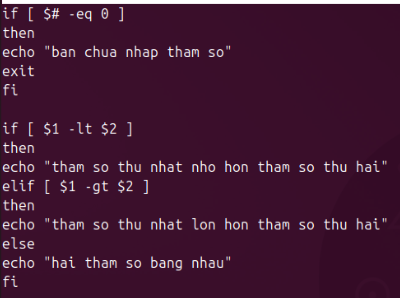 if [ $# -eq 0 ]
then
echo "ban chua nhap tham so"
exit
fi

if [ $1 -lt $2 ]
then
echo "tham so thu nhat nho hon tham so thu hai"
elif [ $1 -gt $2 ]
then
echo "tham so thu nhat lon hon tham so thu hai"
else
echo "hai tham so bang nhau"
fi